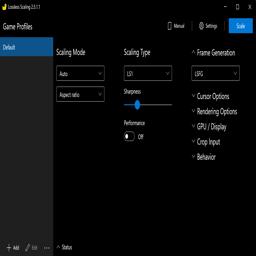 Lossless Scaling 2.5.1.1
Game Profiles
Manual
Settings
Scale
Default
Scaling Mode
Auto
Aspect ratio
Scaling Type
LS1
Sharpness
Performance
Off
Frame Generation
LSFG
Cursor Options
Rendering Options
GPU / Display
Crop Input
Behavior
Add
Edit
Status